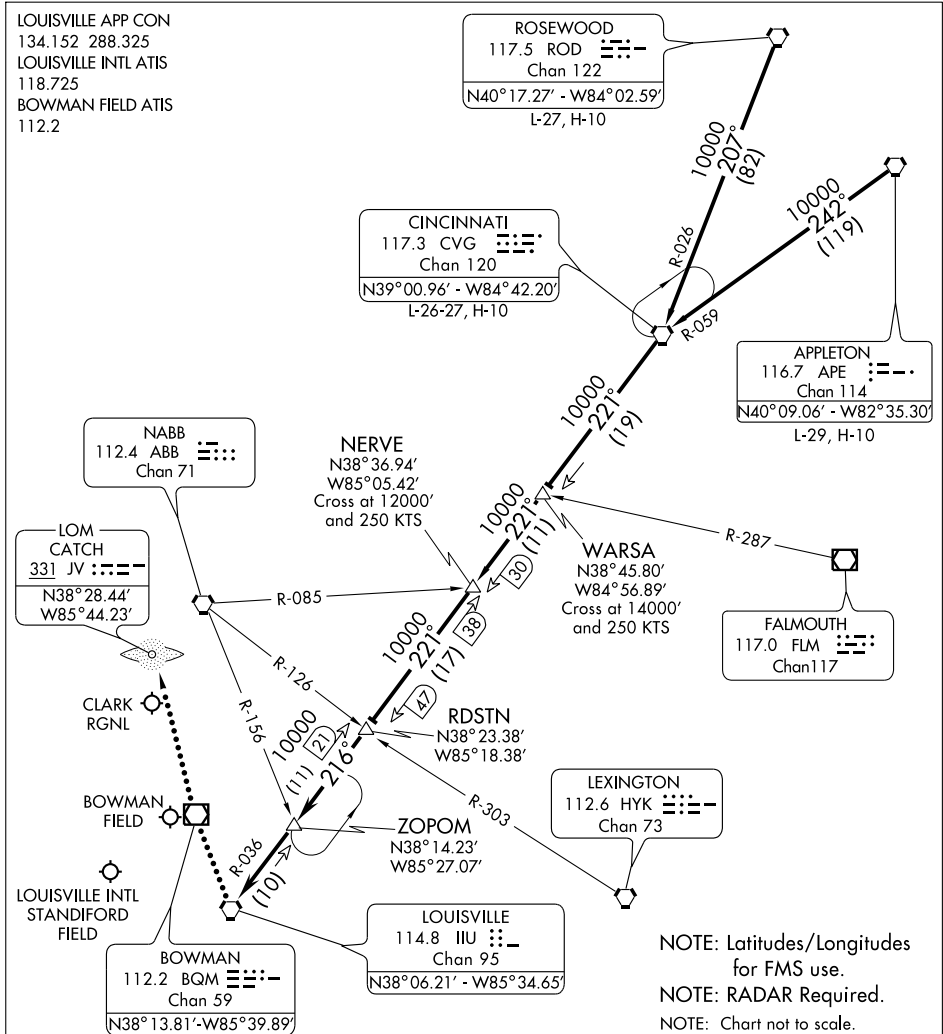 LOUISVILLE APP CON
134.152 288.325
LOUISVILLE INTL ATIS
118.725
BOWMAN FIELD ATIS
112.2
ROSEWOOD
117.5 ROD
Chan 122
N40°17.27' - W84°02.59'
L-27, H-10
10000
207°
(82)
10000
242°
(119)
CINCINNATI
117.3 CVG
Chan 120
N39°00.96' - W84°42.20'
L-26-27, H-10
R-026
R-059
APPLETON
116.7 APE
Chan 114
N40°09.06' - W82°35.30'
L-29, H-10
10000
221°
(19)
NABB
112.4 ABB
Chan 71
NERVE
N38°36.94'
W85°05.42'
Cross at 12000'
and 250 KTS
10000
221°
(11)
30
WARSA
N38°45.80'
W84°56.89'
Cross at 14000'
and 250 KTS
R-287
FALMOUTH
117.0 FLM
Chan117
LOM
CATCH
331 JV
N38°28.44'
W85°44.23'
R-085
10000
221°
(17)
38
47
R-126
R-156
CLARK
RGNL
RDSTN
N38°23.38'
W85°18.38'
10000
216°
(11)
21
R-303
LEXINGTON
112.6 HYK
Chan 73
BOWMAN
FIELD
ZOPOM
N38°14.23'
W85°27.07'
R-036
(10)
LOUISVILLE INTL
STANDIFORD
FIELD
LOUISVILLE
114.8 IIU
Chan 95
N38°06.21' - W85°34.65'
BOWMAN
112.2 BQM
Chan 59
N38°13.81'-W85°39.89'
NOTE: Latitudes/Longitudes
for FMS use.
NOTE: RADAR Required.
NOTE: Chart not to scale.